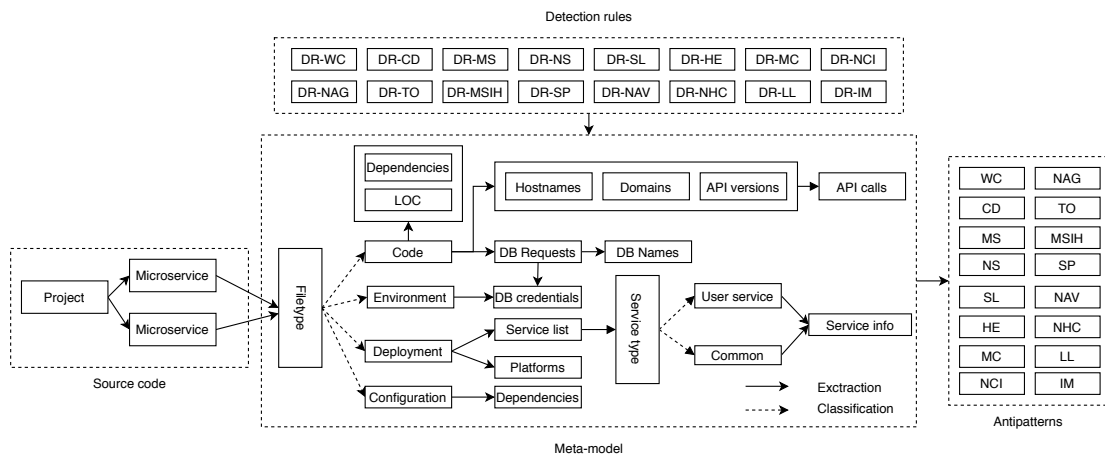 Detection rules
DR-WC DR-CD DR-MS DR-NS DR-SL DR-HE DR-MC DR-NCI
DR-NAG DR-TO DR-MSIH DR-SP DR-NAV DR-NHC DR-LL DR-IM
Project
Microservice
Microservice
Source code
Filetype
Dependencies
LOC
Code
Environment
Deployment
Configuration
Hostnames Domains API versions
API calls
DB Requests
DB Names
DB credentials
Service list
Platforms
Dependencies
Service type
User service
Common
Service info
Exctraction
Classification
Meta-model
WC NAG
CD TO
MS MSIH
NS SP
SL NAV
HE NHC
MC LL
NCI IM
Antipatterns